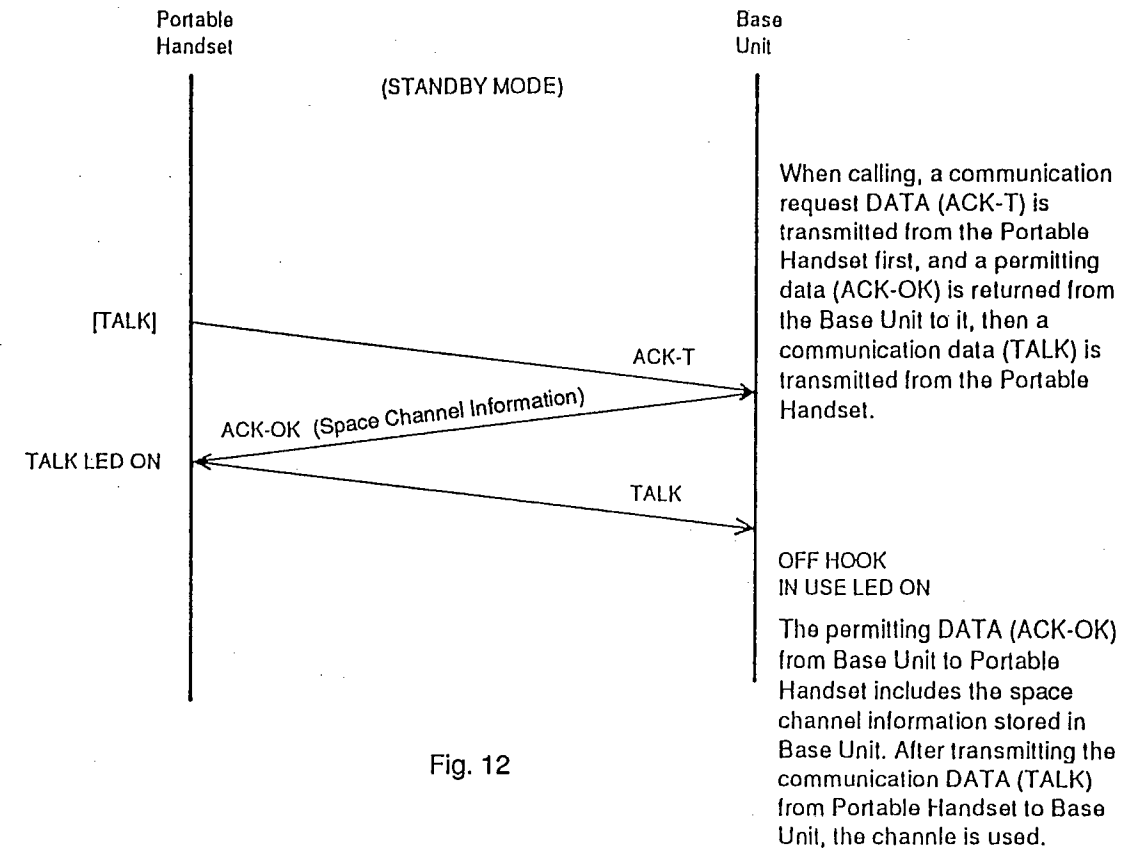 Portable
Handset
Base
Unit
(STANDBY MODE)
When calling, a communication
request DATA (ACK-T) is
transmitted from the Portable
Handset first, and a permitting
data (ACK-OK) is returned from
the Base Unit to it, then a
communication data (TALK) is
transmitted from the Portable
Handset.
[TALK]
ACK-T
ACK-OK (Space Channel Information)
TALK LED ON
TALK
OFF HOOK
IN USE LED ON
The permitting DATA (ACK-OK)
from Base Unit to Portable
Handset includes the space
channel information stored in
Base Unit. After transmitting the
communication DATA (TALK)
from Portable Handset to Base
Unit, the channle is used.
Fig. 12